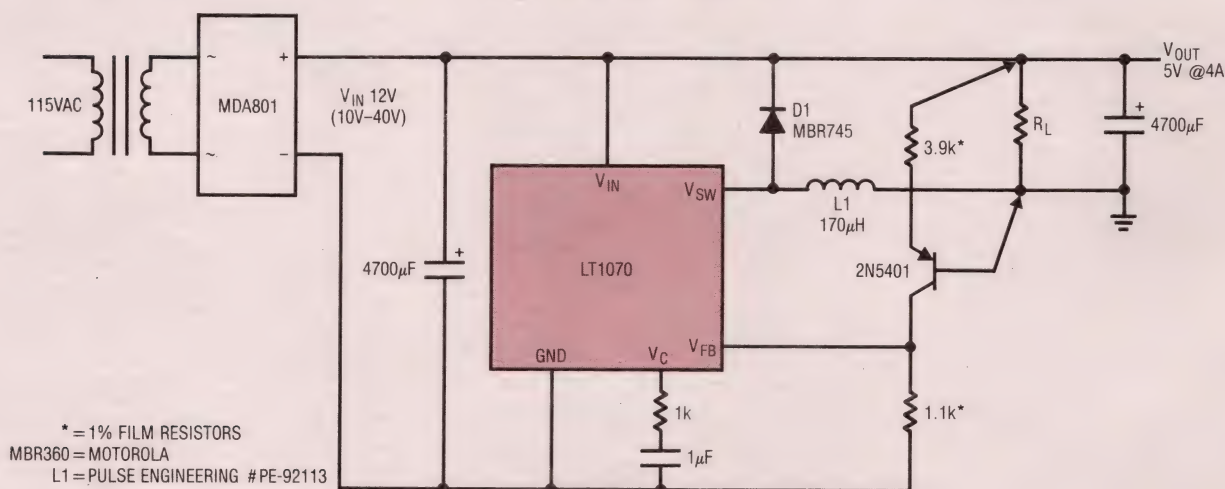 115VAC
~
~
MDA801
+
−
V_IN 12V
(10V–40V)
4700µF
+
V_IN
V_SW
LT1070
GND
V_C
V_FB
D1
MBR745
L1
170µH
3.9k*
R_L
+
4700µF
V_OUT
5V @4A
2N5401
1k
1µF
1.1k*
* = 1% FILM RESISTORS
MBR360 = MOTOROLA
L1 = PULSE ENGINEERING #PE-92113